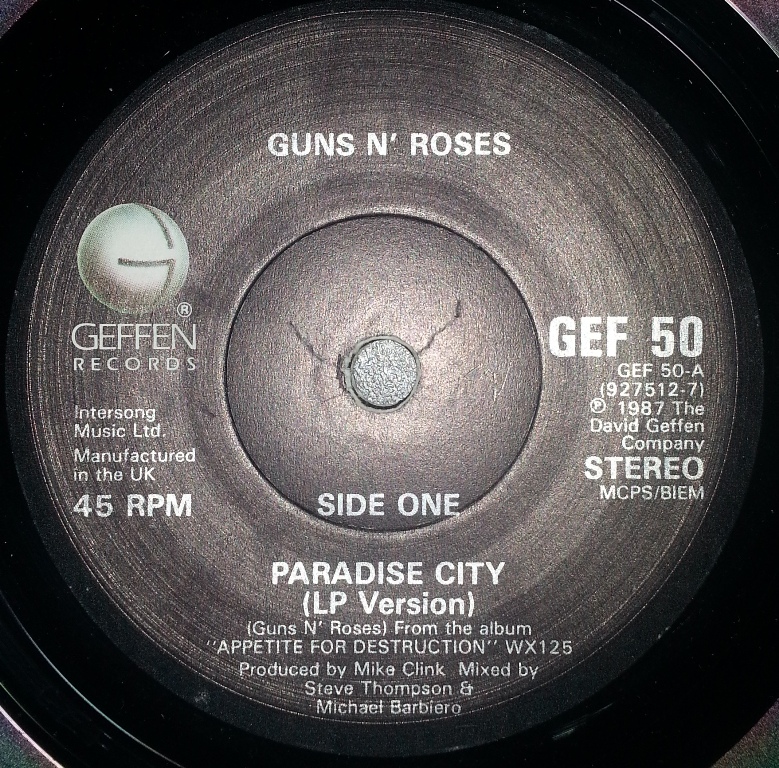 GUNS N' ROSES
G
®
GEFFEN
RECORDS
Intersong
Music Ltd.
Manufactured
in the UK
45 RPM
GEF 50
GEF 50-A
(927512-7)
℗ 1987 The
David Geffen
Company
STEREO
MCPS/BIEM
SIDE ONE
PARADISE CITY
(LP Version)
(Guns N' Roses) From the album
"APPETITE FOR DESTRUCTION" WX125
Produced by Mike Clink Mixed by
Steve Thompson &
Michael Barbiero